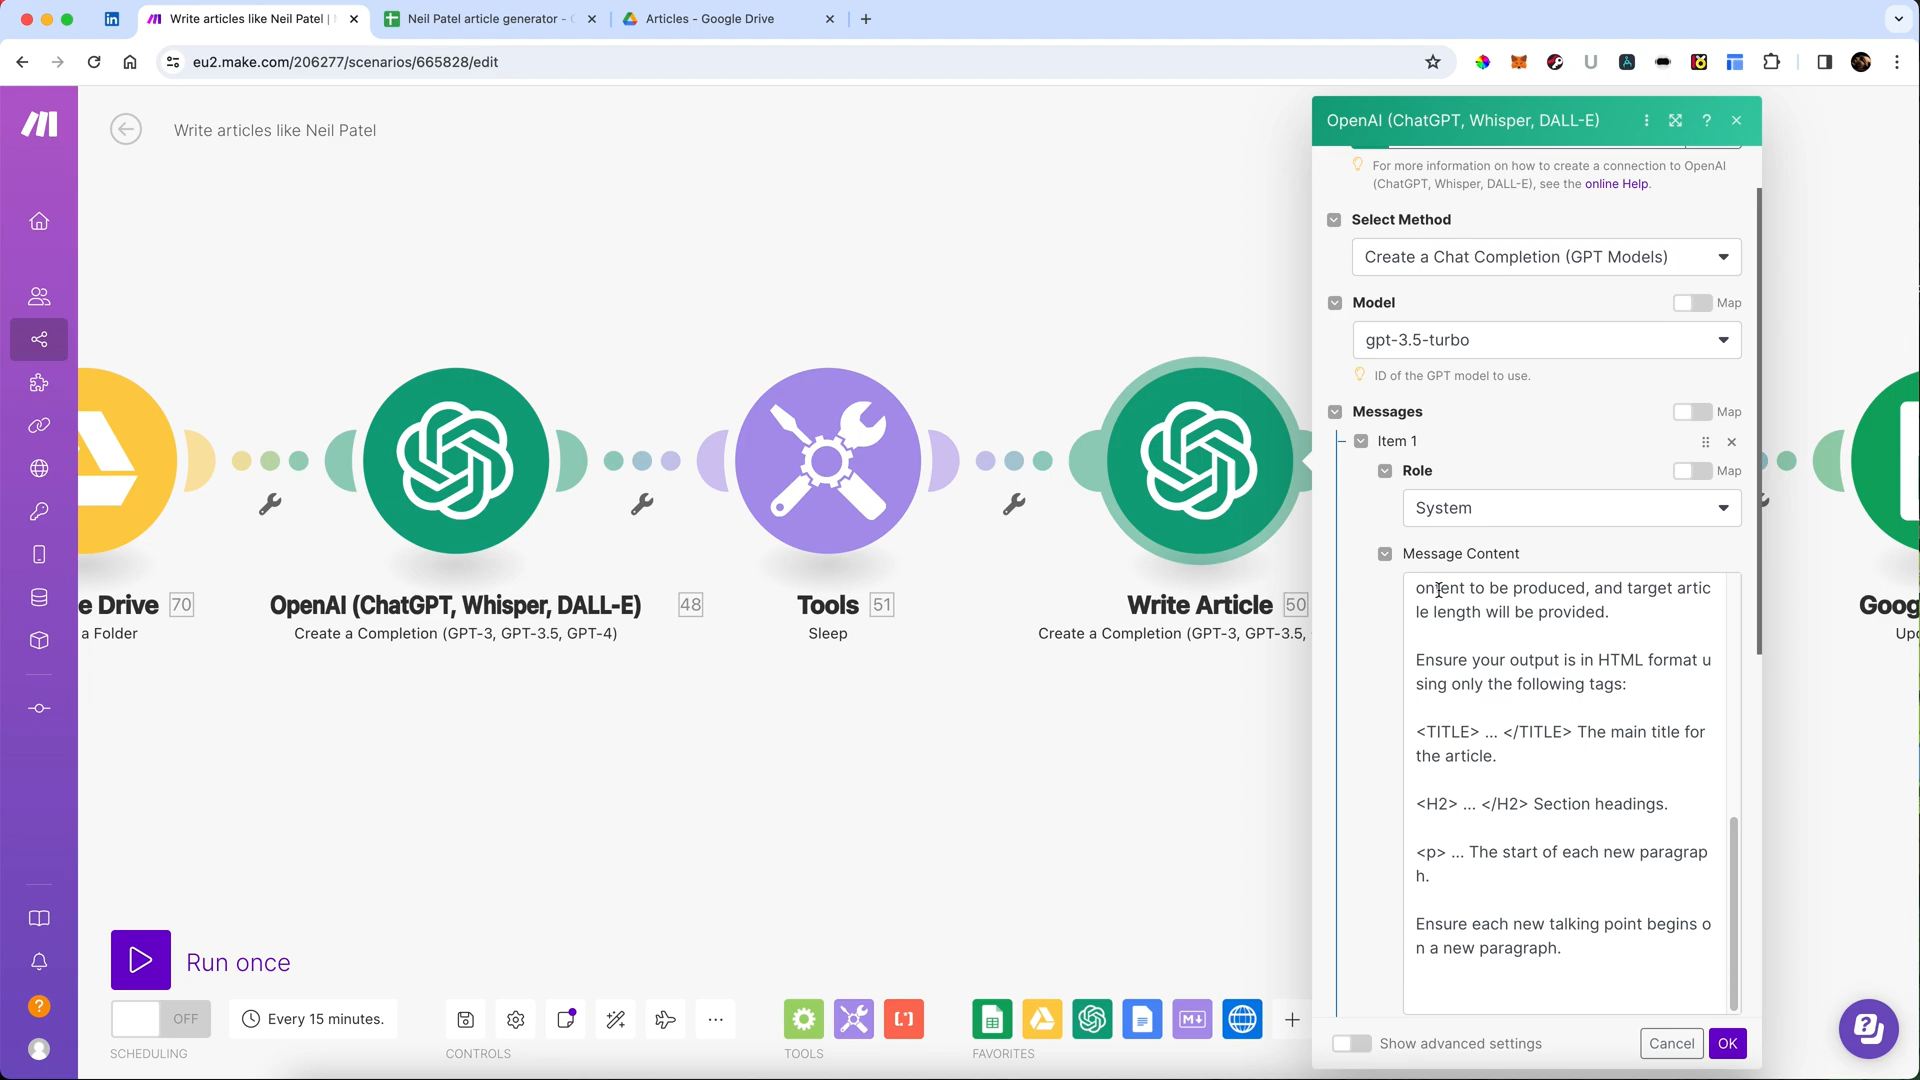 Write articles like Neil Patel |
Neil Patel article generator -
Articles - Google Drive
eu2.make.com/206277/scenarios/665828/edit
Write articles like Neil Patel
OpenAI (ChatGPT, Whisper, DALL-E)
For more information on how to create a connection to OpenAI
(ChatGPT, Whisper, DALL-E), see the online Help.
Select Method
Create a Chat Completion (GPT Models)
Model
Map
gpt-3.5-turbo
ID of the GPT model to use.
Messages
Map
Item 1
Role
Map
System
Message Content
ontent to be produced, and target artic
le length will be provided.
Ensure your output is in HTML format u
sing only the following tags:
<TITLE> ... </TITLE> The main title for
the article.
<H2> ... </H2> Section headings.
<p> ... The start of each new paragrap
h.
Ensure each new talking point begins o
n a new paragraph.
Show advanced settings
Cancel
OK
e Drive 70
a Folder
OpenAI (ChatGPT, Whisper, DALL-E) 48
Create a Completion (GPT-3, GPT-3.5, GPT-4)
Tools 51
Sleep
Write Article 50
Create a Completion (GPT-3, GPT-3.5,
Goog
Upd
Run once
OFF
Every 15 minutes.
SCHEDULING
CONTROLS
TOOLS
FAVORITES